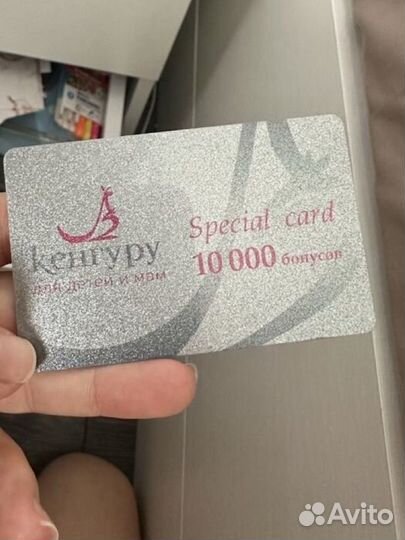 кенгуру
для детей и мам
Special card
10 000 бонусов
Avito